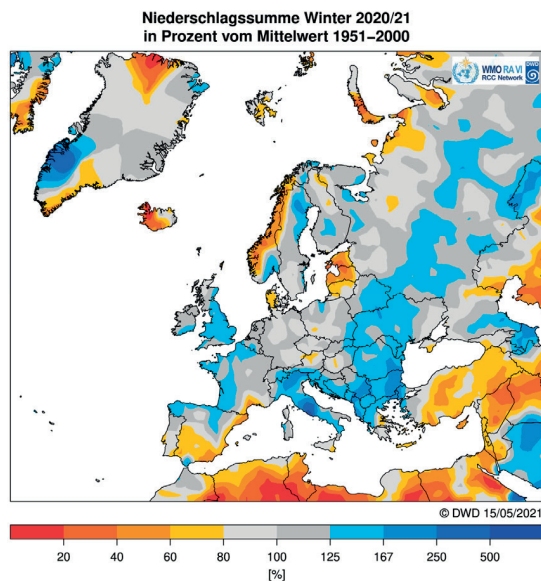 Niederschlagssumme Winter 2020/21
in Prozent vom Mittelwert 1951−2000
WMO RA VI
RCC Network
DWD
© DWD 15/05/2021
20 40 60 80 100 125 167 250 500
[%]